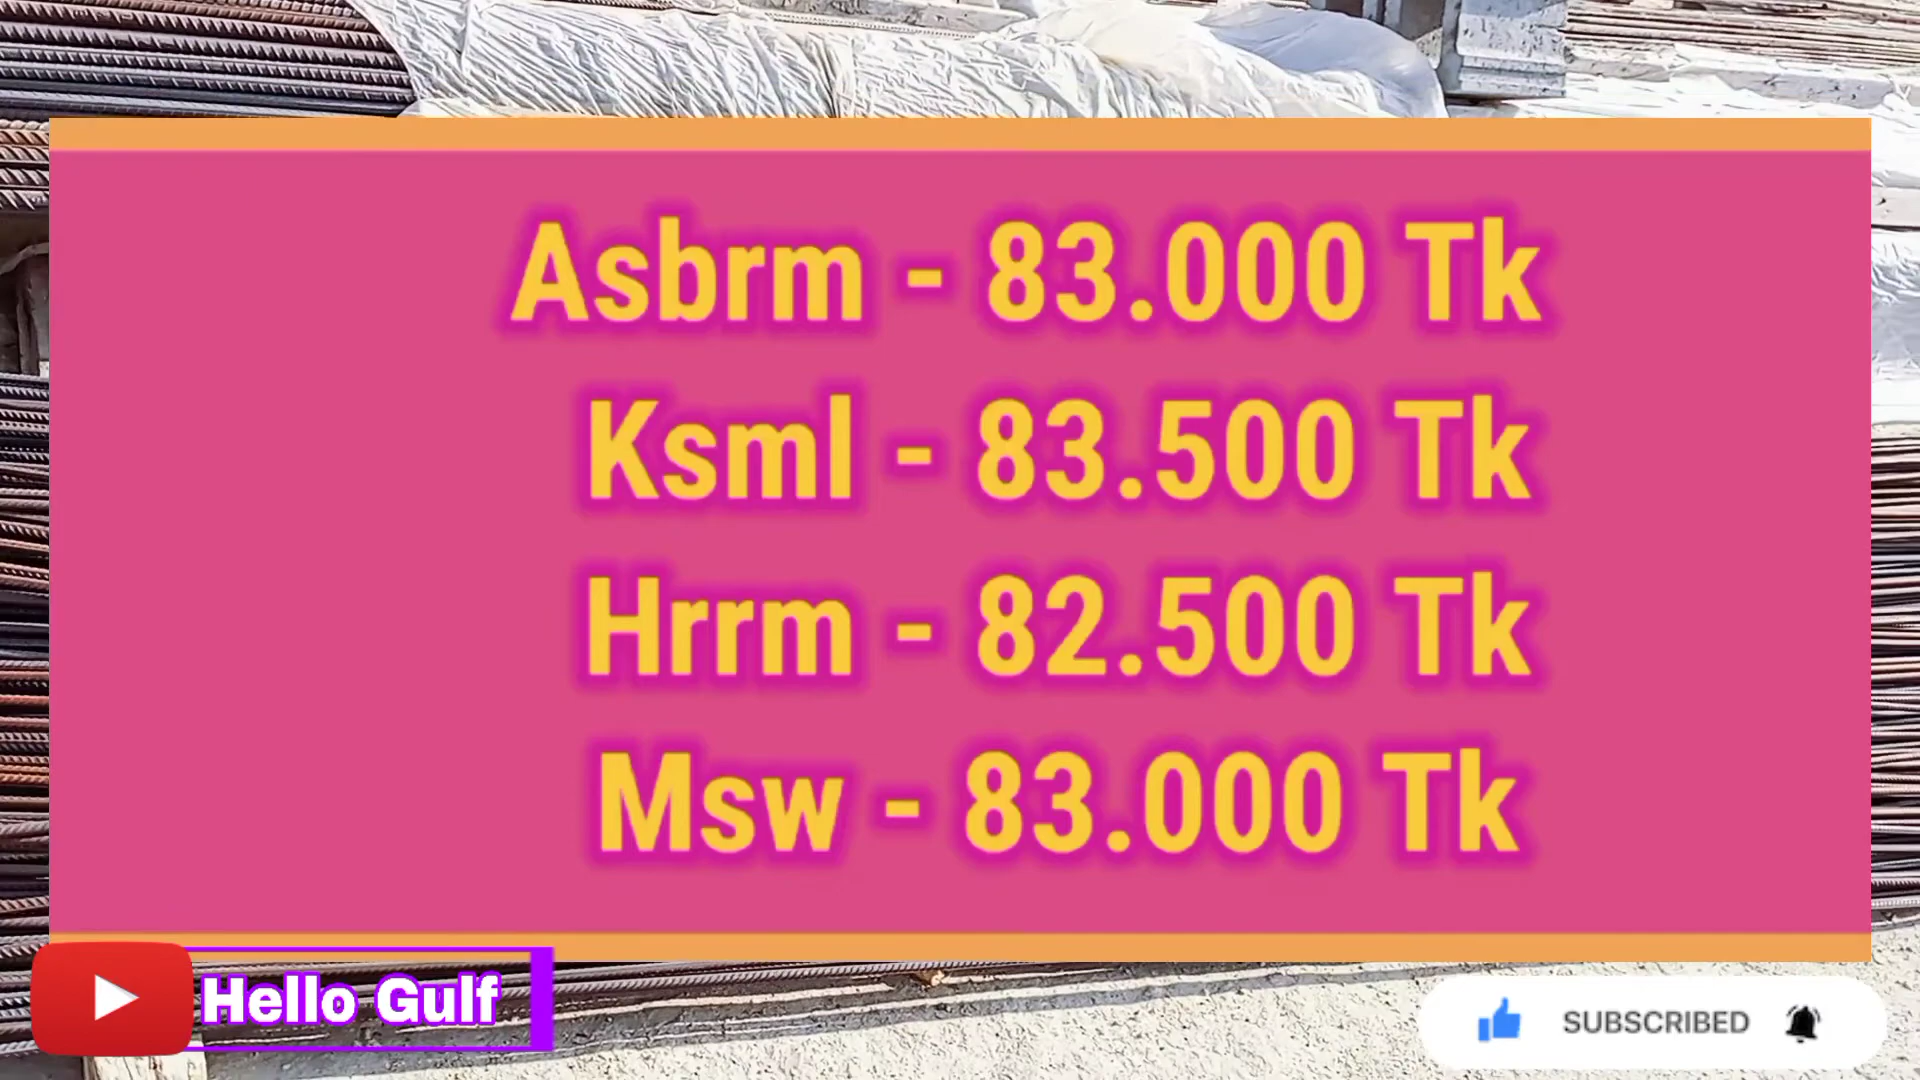 Asbrm - 83.000 Tk
Ksml - 83.500 Tk
Hrrm - 82.500 Tk
Msw - 83.000 Tk
Hello Gulf
SUBSCRIBED